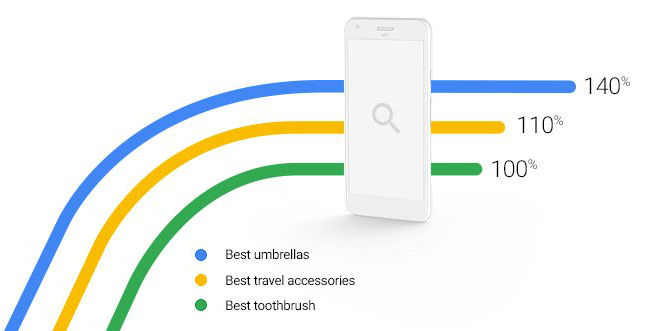 140%
110%
100%
Best umbrellas
Best travel accessories
Best toothbrush